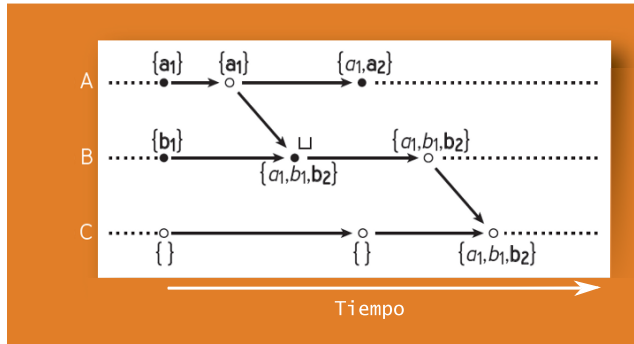 {a1} {a1} {a1,a2}
A
⊔
{b1} {a1,b1,b2}
B
{a1,b1,b2}
C
{ } { } {a1,b1,b2}
Tiempo